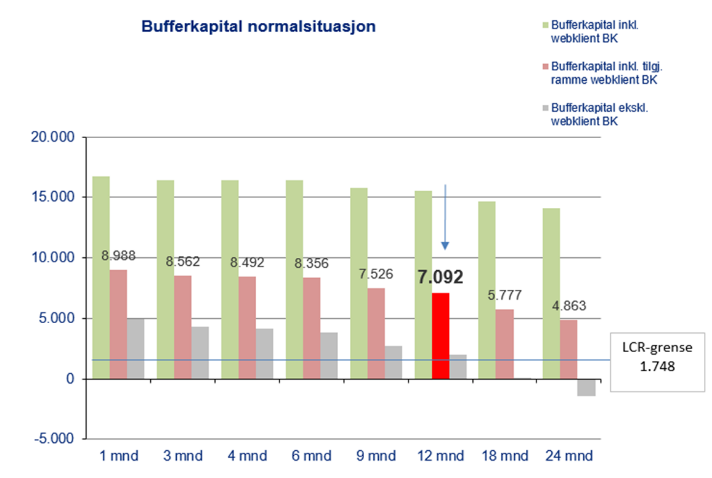 Bufferkapital normalsituasjon
Bufferkapital inkl.
webklient BK
Bufferkapital inkl. tilgj.
ramme webklient BK
Bufferkapital ekskl.
webklient BK
20.000
15.000
10.000
5.000
0
-5.000
8.988
8.562
8.492
8.356
7.526
7.092
5.777
4.863
LCR-grense
1.748
1 mnd
3 mnd
4 mnd
6 mnd
9 mnd
12 mnd
18 mnd
24 mnd